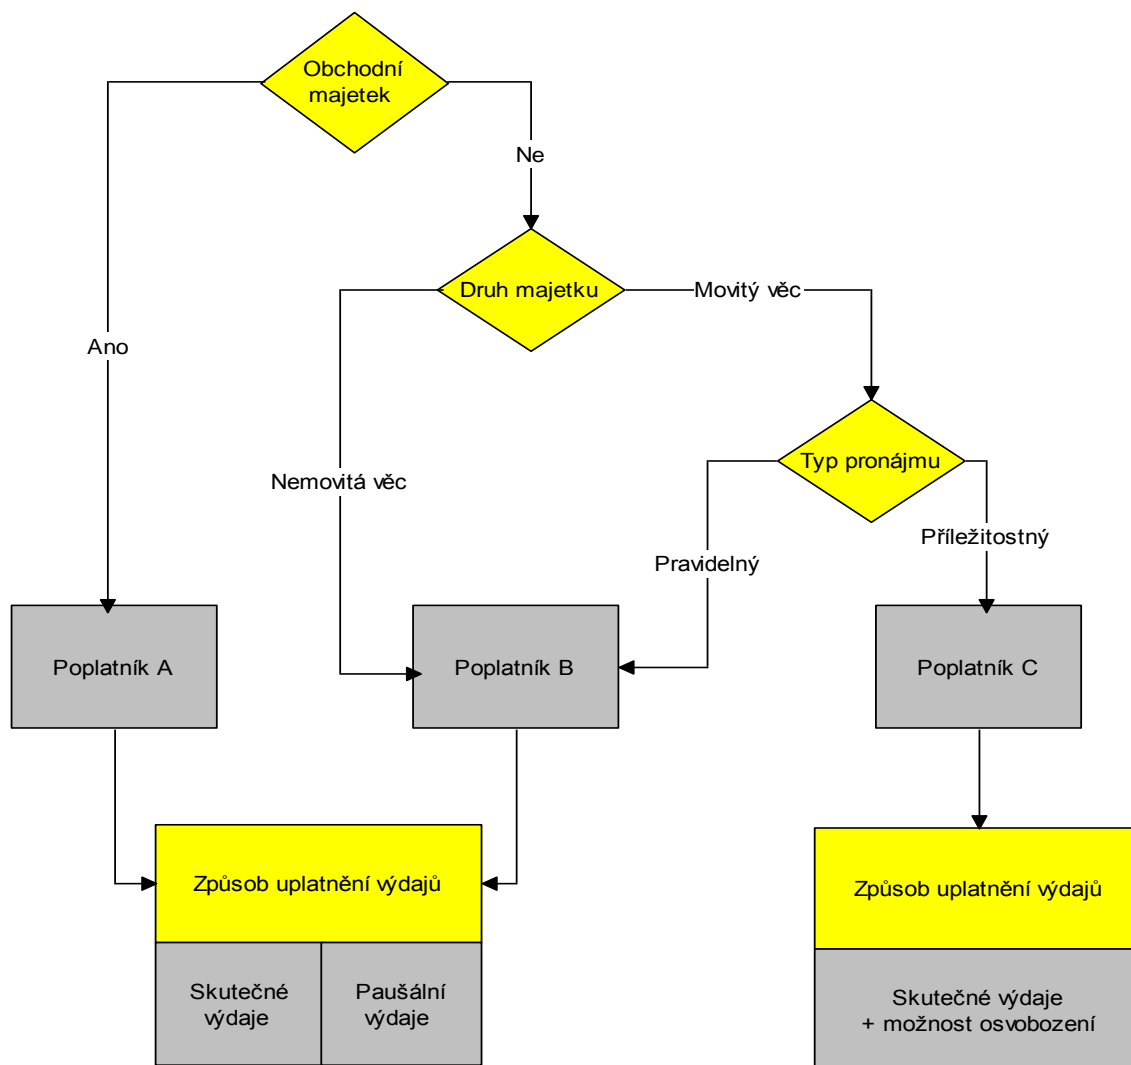 Obchodní
majetek
Ne
Druh majetku
Movitý věc
Ano
Typ pronájmu
Nemovitá věc
Příležitostný
Pravidelný
Poplatník A
Poplatník B
Poplatník C
Způsob uplatnění výdajů
Způsob uplatnění výdajů
Skutečné
výdaje
Paušální
výdaje
Skutečné výdaje
+ možnost osvobození